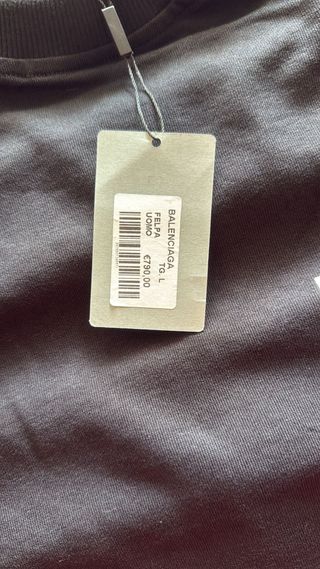 BALENCIAGA
TG. L
FELPA
UOMO
€790,00